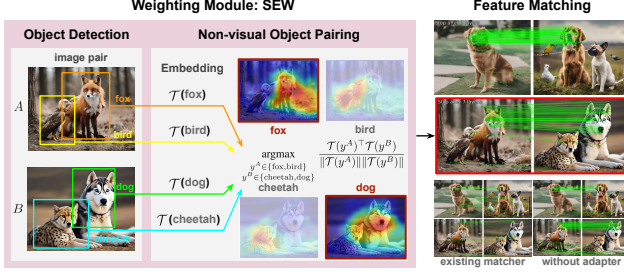 Weighting Module: SEW
Feature Matching
Object Detection
Non-visual Object Pairing
image pair
Embedding
A
fox
bird
𝒯(fox)
𝒯(bird)
fox
bird
argmax
y^A∈{fox,bird}
y^B∈{cheetah,dog}
𝒯(y^A)^⊤𝒯(y^B)
‖𝒯(y^A)‖‖𝒯(y^B)‖
B
dog
cheetah
𝒯(dog)
𝒯(cheetah)
cheetah
dog
existing matcher
without adapter